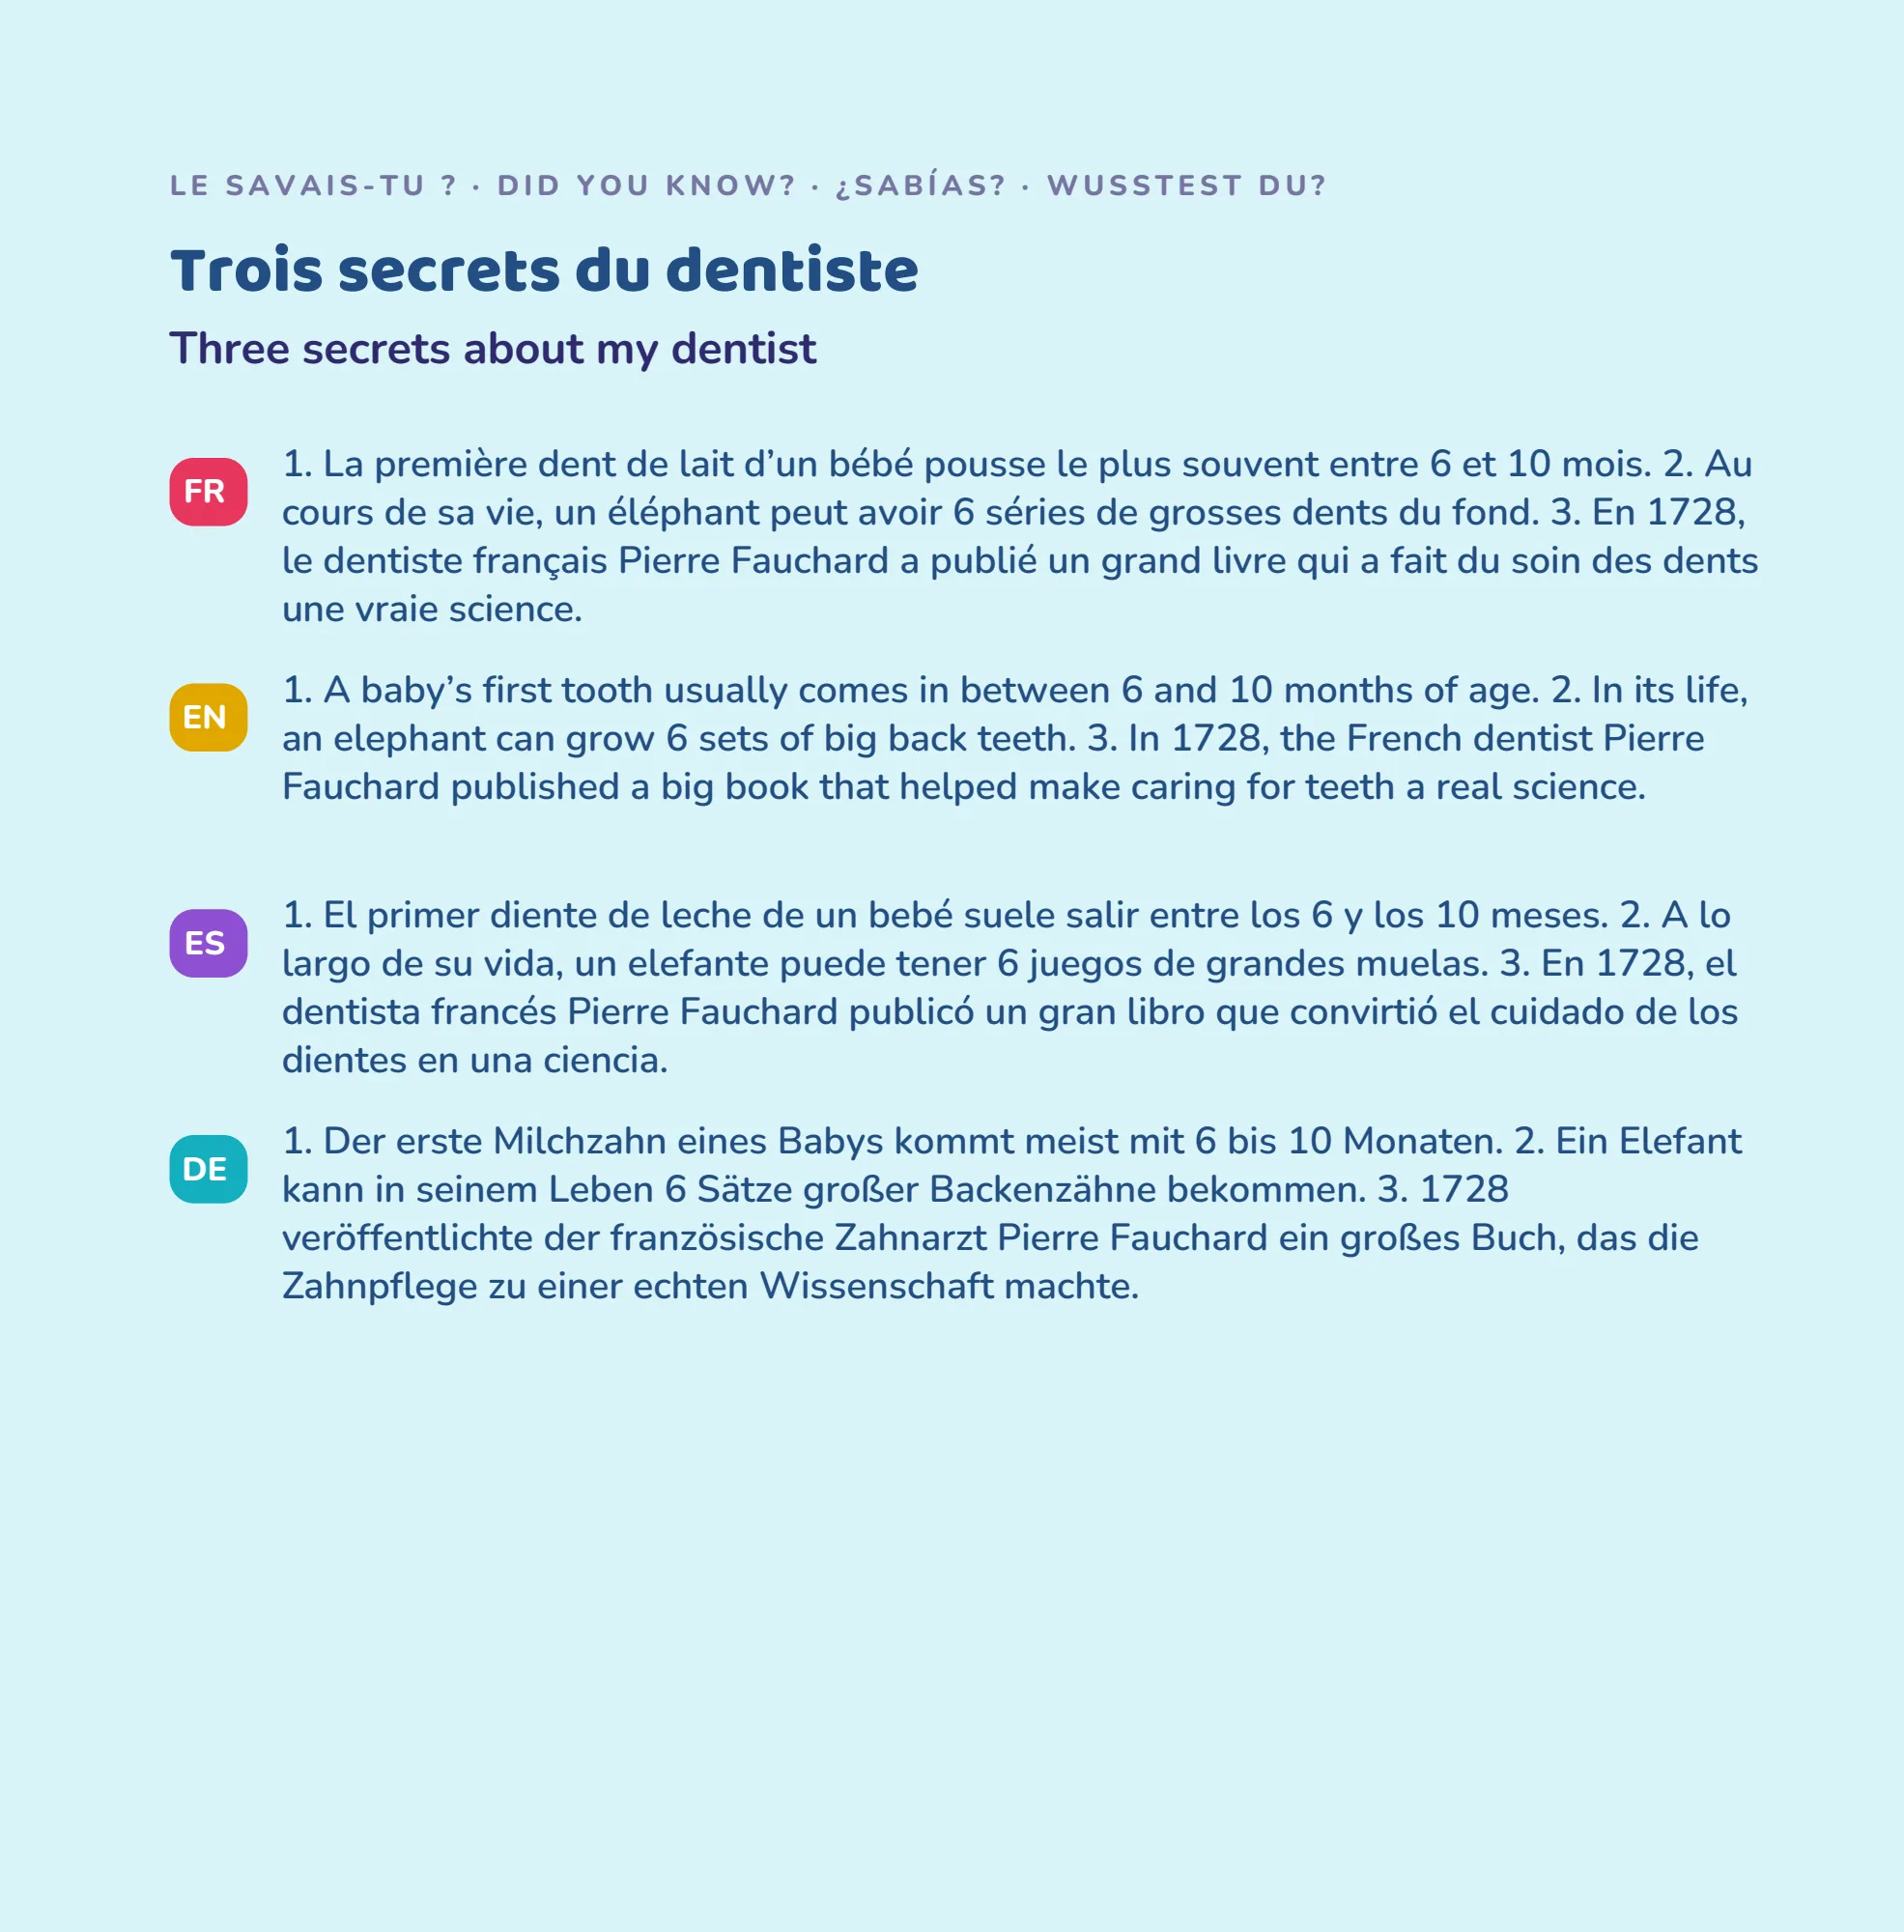 LE SAVAIS-TU ? · DID YOU KNOW? · ¿SABÍAS? · WUSSTEST DU?
Trois secrets du dentiste
Three secrets about my dentist
FR
1. La première dent de lait d’un bébé pousse le plus souvent entre 6 et 10 mois. 2. Au
cours de sa vie, un éléphant peut avoir 6 séries de grosses dents du fond. 3. En 1728,
le dentiste français Pierre Fauchard a publié un grand livre qui a fait du soin des dents
une vraie science.
EN
1. A baby’s first tooth usually comes in between 6 and 10 months of age. 2. In its life,
an elephant can grow 6 sets of big back teeth. 3. In 1728, the French dentist Pierre
Fauchard published a big book that helped make caring for teeth a real science.
ES
1. El primer diente de leche de un bebé suele salir entre los 6 y los 10 meses. 2. A lo
largo de su vida, un elefante puede tener 6 juegos de grandes muelas. 3. En 1728, el
dentista francés Pierre Fauchard publicó un gran libro que convirtió el cuidado de los
dientes en una ciencia.
DE
1. Der erste Milchzahn eines Babys kommt meist mit 6 bis 10 Monaten. 2. Ein Elefant
kann in seinem Leben 6 Sätze großer Backenzähne bekommen. 3. 1728
veröffentlichte der französische Zahnarzt Pierre Fauchard ein großes Buch, das die
Zahnpflege zu einer echten Wissenschaft machte.